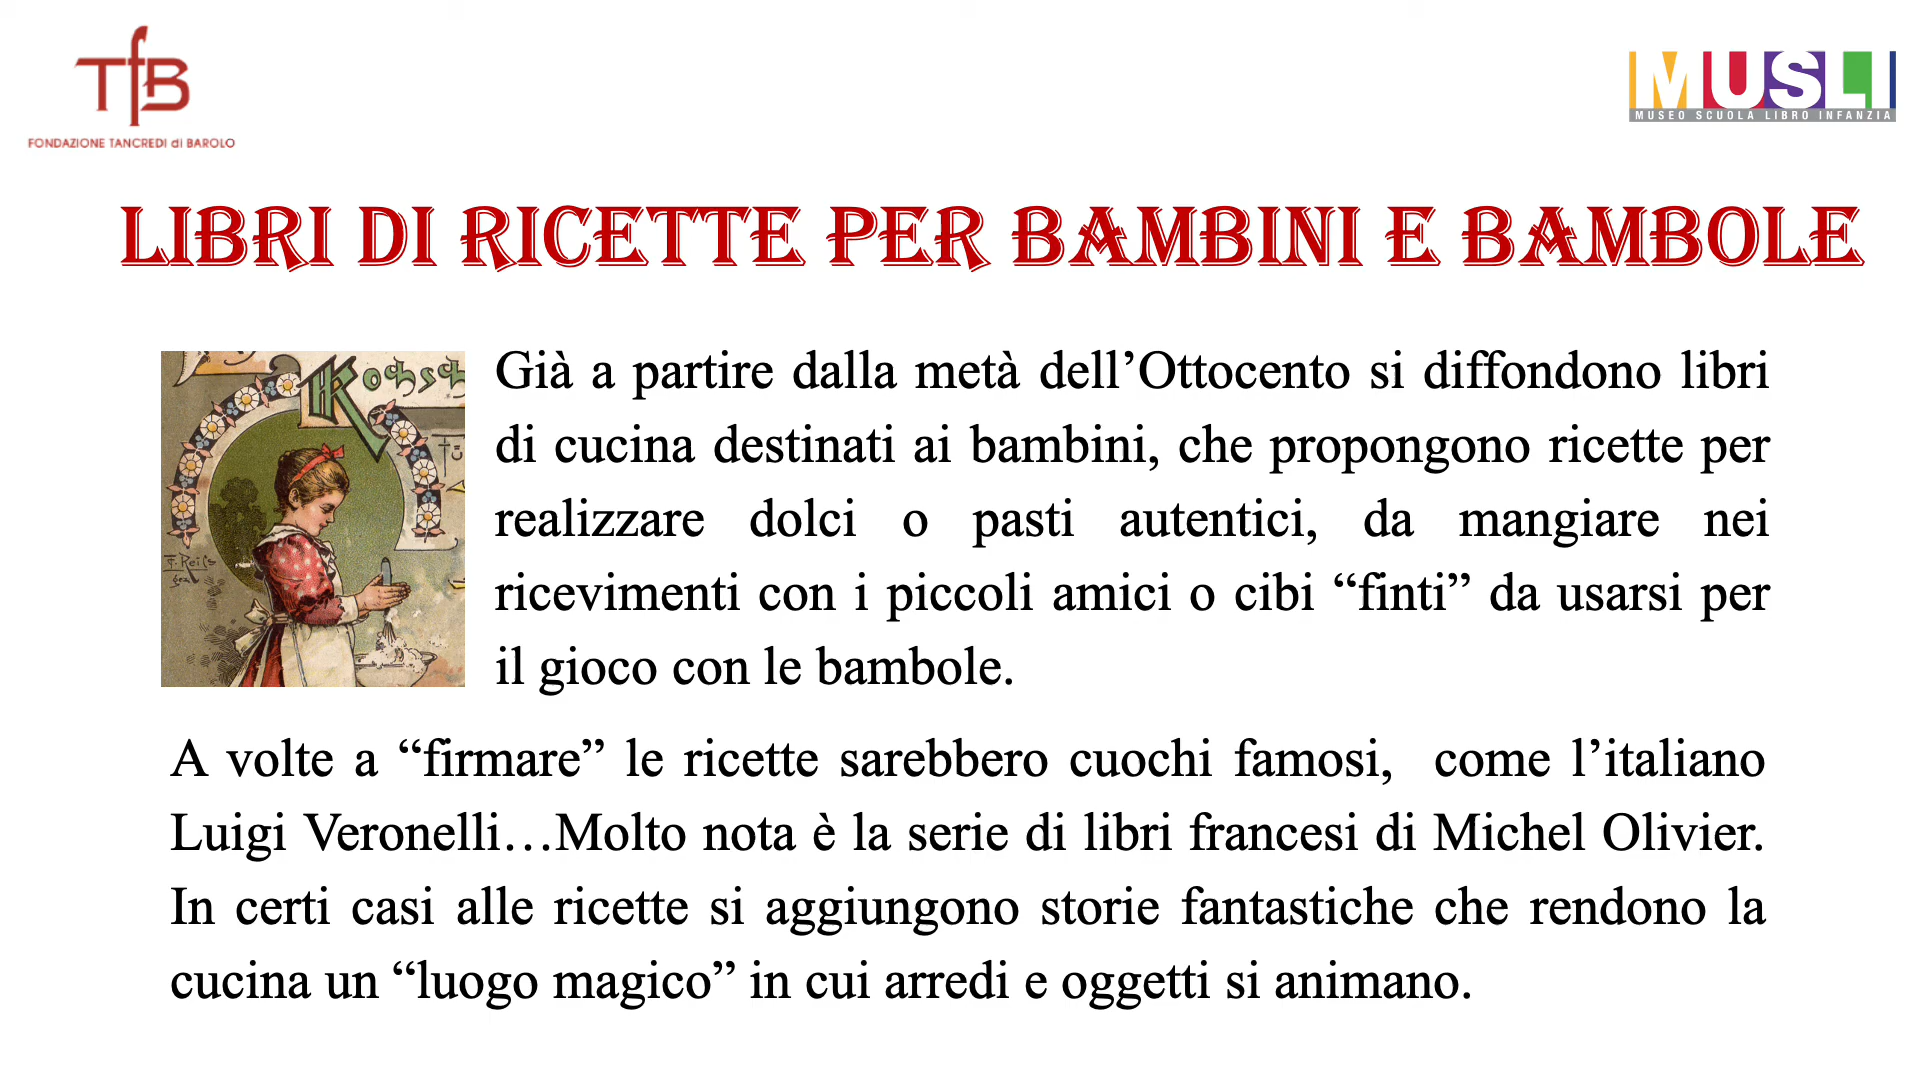 TfB
FONDAZIONE TANCREDI di BAROLO
MUSLI
MUSEO SCUOLA LIBRO INFANZIA
LIBRI DI RICETTE PER BAMBINI E BAMBOLE
Kochsch
fü
F. Reiss
gez
Già a partire dalla metà dell’Ottocento si diffondono libri
di cucina destinati ai bambini, che propongono ricette per
realizzare dolci o pasti autentici, da mangiare nei
ricevimenti con i piccoli amici o cibi “finti” da usarsi per
il gioco con le bambole.
A volte a “firmare” le ricette sarebbero cuochi famosi,  come l’italiano
Luigi Veronelli…Molto nota è la serie di libri francesi di Michel Olivier.
In certi casi alle ricette si aggiungono storie fantastiche che rendono la
cucina un “luogo magico” in cui arredi e oggetti si animano.